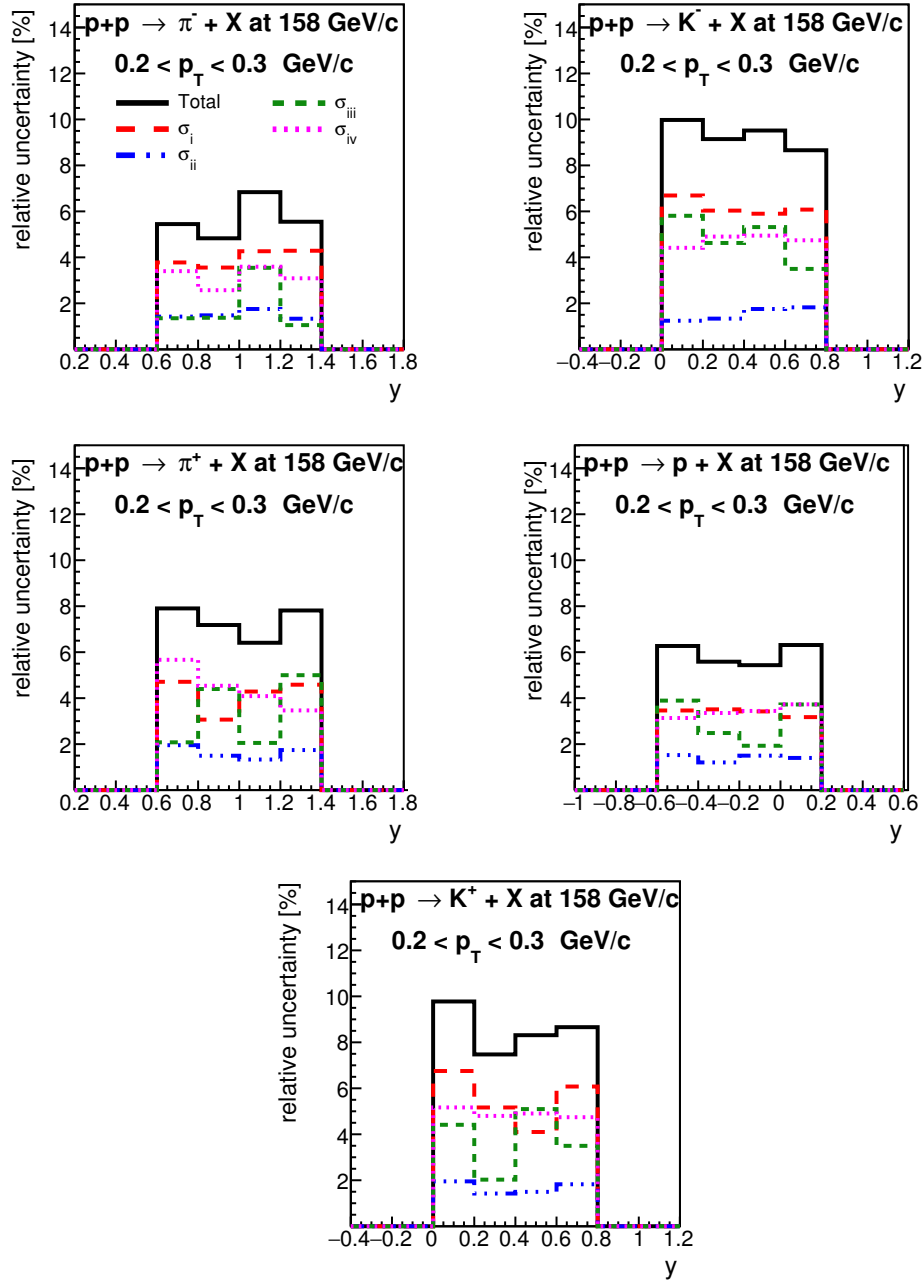 p+p → π⁻ + X at 158 GeV/c
0.2 < p_T < 0.3 GeV/c
Total
σ_i
σ_ii
σ_iii
σ_iv
relative uncertainty [%]
14
12
10
8
6
4
2
0.2 0.4 0.6 0.8 1 1.2 1.4 1.6 1.8
y
p+p → K⁻ + X at 158 GeV/c
0.2 < p_T < 0.3 GeV/c
relative uncertainty [%]
14
12
10
8
6
4
2
−0.4 −0.2 0 0.2 0.4 0.6 0.8 1 1.2
y
p+p → π⁺ + X at 158 GeV/c
0.2 < p_T < 0.3 GeV/c
relative uncertainty [%]
14
12
10
8
6
4
2
0.2 0.4 0.6 0.8 1 1.2 1.4 1.6 1.8
y
p+p → p + X at 158 GeV/c
0.2 < p_T < 0.3 GeV/c
relative uncertainty [%]
14
12
10
8
6
4
2
−1 −0.8 −0.6 −0.4 −0.2 0 0.2 0.4 0.6
y
p+p → K⁺ + X at 158 GeV/c
0.2 < p_T < 0.3 GeV/c
relative uncertainty [%]
14
12
10
8
6
4
2
−0.4 −0.2 0 0.2 0.4 0.6 0.8 1 1.2
y